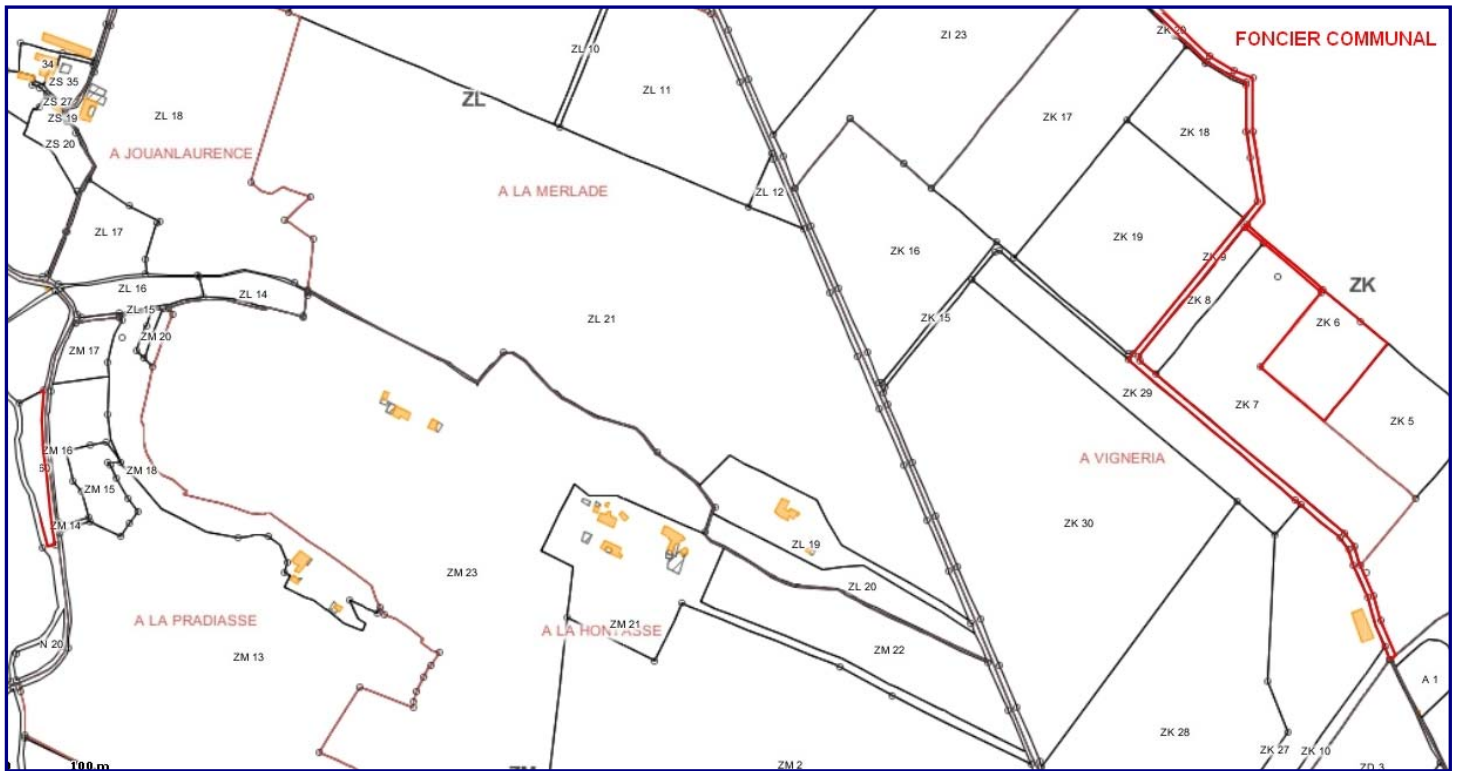 ZK 20
FONCIER COMMUNAL
ZI 23
ZL 10
34
ZS 35
ZL 11
ZL
ZS 27
ZS 19
ZL 18
ZK 17
ZK 18
ZS 20
A JOUANLAURENCE
A LA MERLADE
ZL 12
ZL 17
ZK 19
ZK 16
ZK 9
ZL 16
ZL 14
ZK 8
ZK
ZL 15
ZL 21
ZK 15
ZK 6
ZM 20
ZM 17
ZK 29
ZK 7
ZK 5
ZM 16
A VIGNERIA
60
ZM 18
ZM 15
ZM 14
ZK 30
ZL 19
ZM 23
ZL 20
A LA PRADIASSE
ZM 21
A LA HONTASSE
N 20
ZM 22
ZM 13
A 1
ZK 28
ZK 27
ZK 10
100 m
ZM
ZM 2
ZD 3